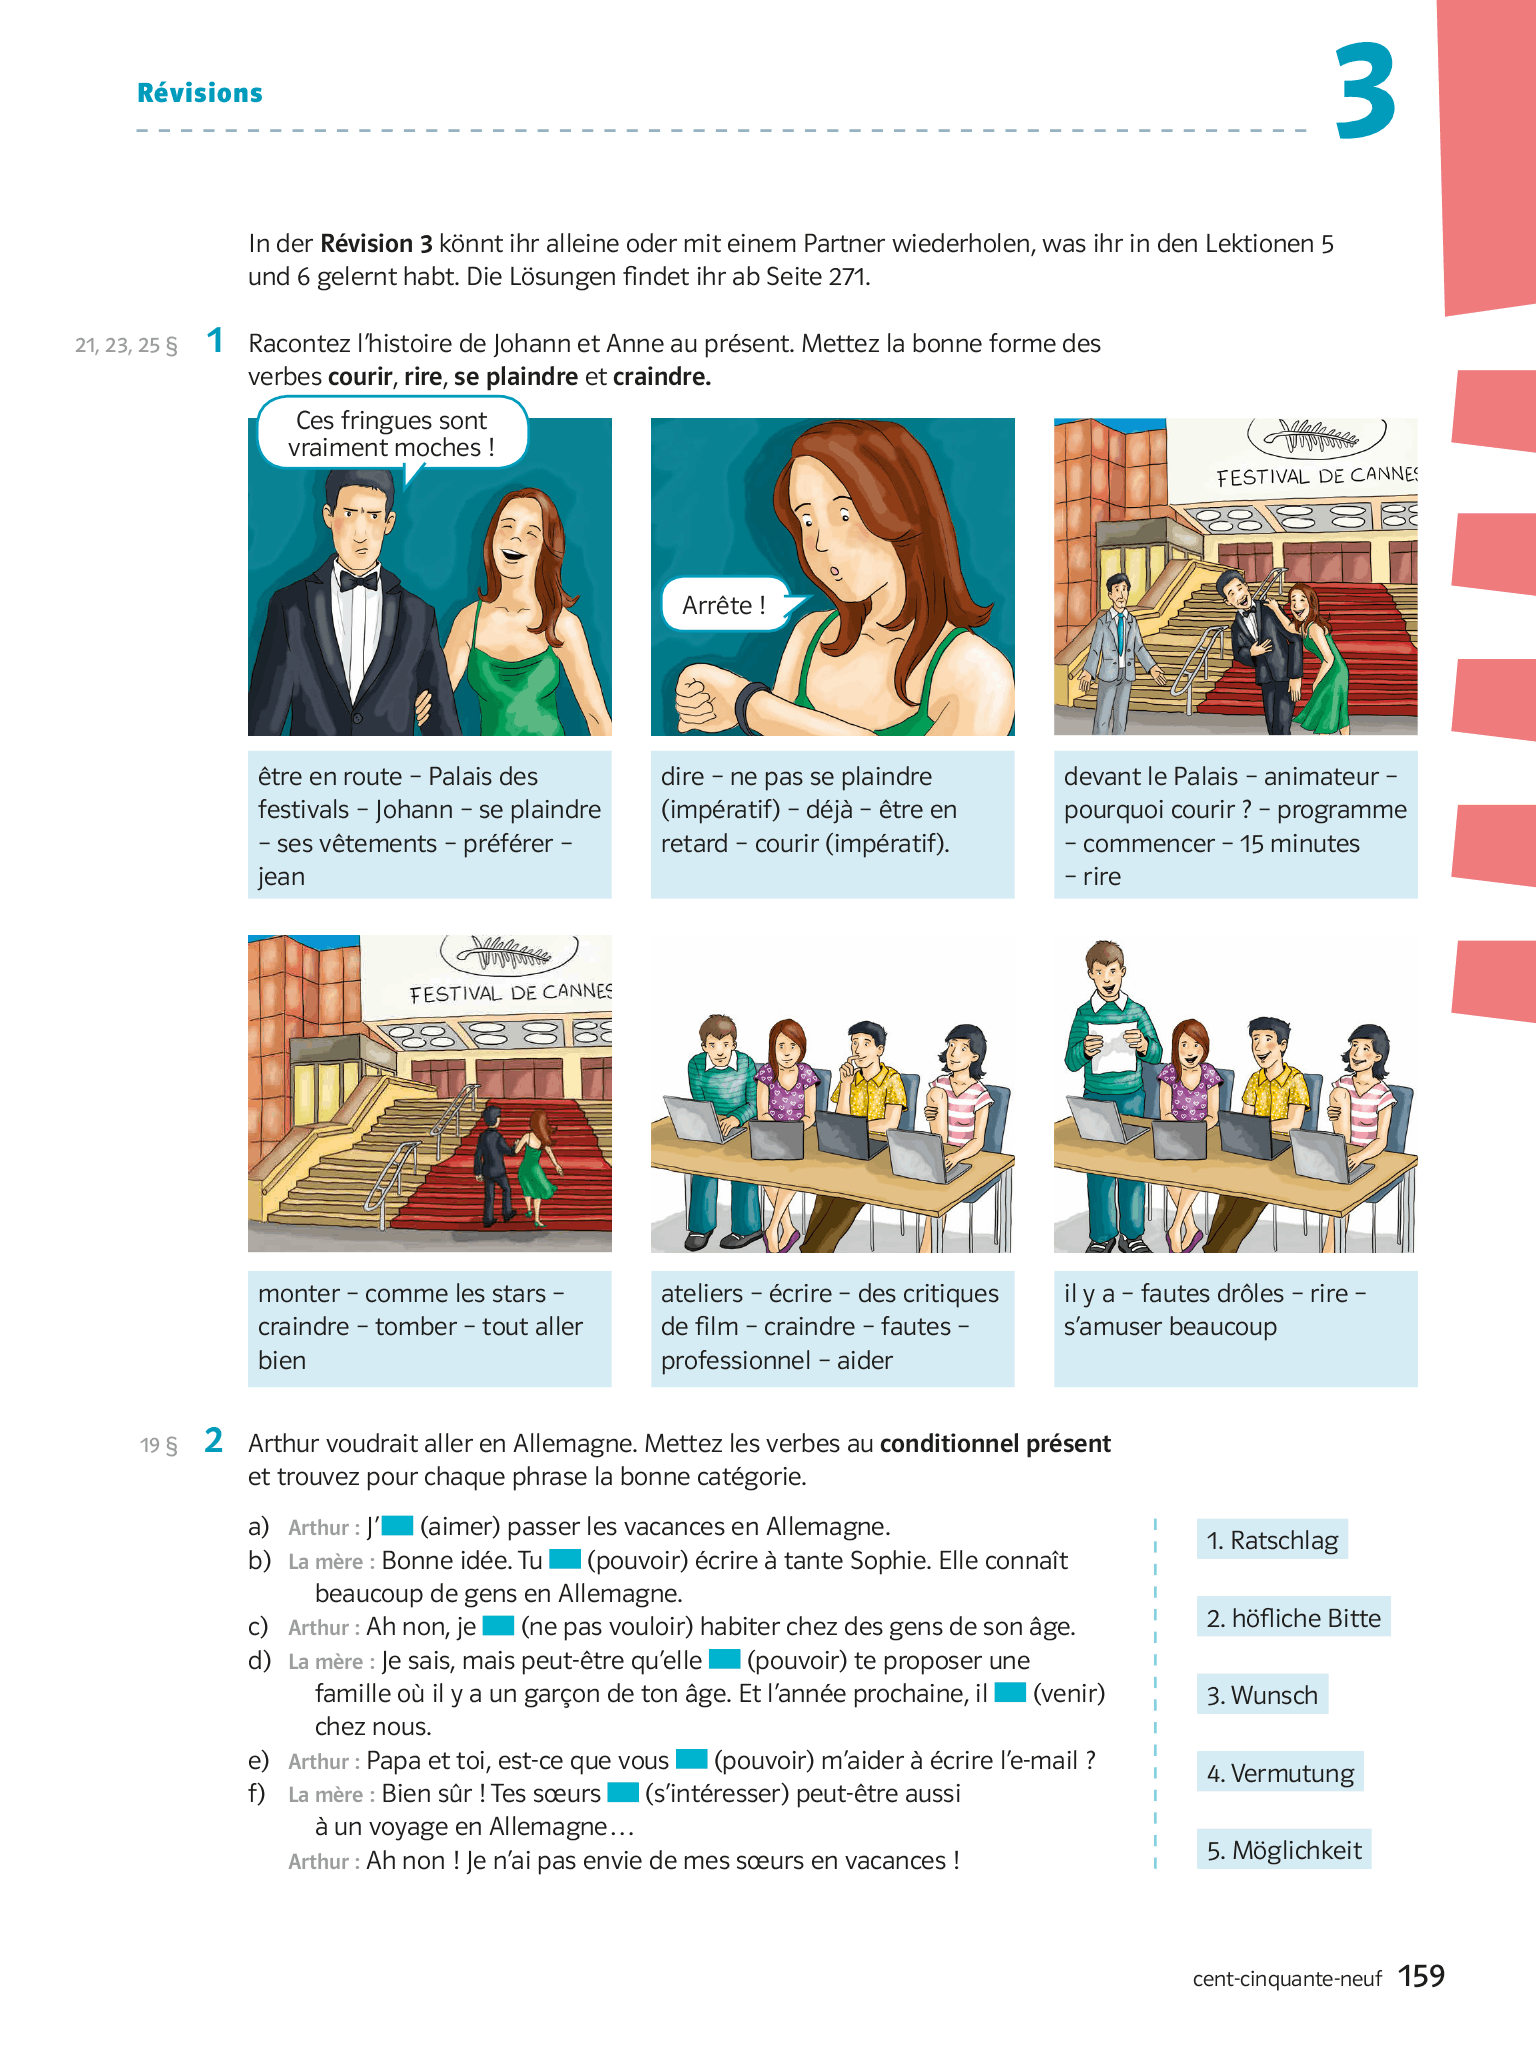 Révisions
3
In der Révision 3 könnt ihr alleine oder mit einem Partner wiederholen, was ihr in den Lektionen 5
und 6 gelernt habt. Die Lösungen findet ihr ab Seite 271.
21, 23, 25 §
1
Racontez l’histoire de Johann et Anne au présent. Mettez la bonne forme des
verbes courir, rire, se plaindre et craindre.
Ces fringues sont
vraiment moches !
Arrête !
FESTIVAL DE CANNES
être en route – Palais des
festivals – Johann – se plaindre
– ses vêtements – préférer –
jean
dire – ne pas se plaindre
(impératif) – déjà – être en
retard – courir (impératif).
devant le Palais – animateur –
pourquoi courir ? – programme
– commencer – 15 minutes
– rire
FESTIVAL DE CANNES
monter – comme les stars –
craindre – tomber – tout aller
bien
ateliers – écrire – des critiques
de film – craindre – fautes –
professionnel – aider
il y a – fautes drôles – rire –
s’amuser beaucoup
19 §
2
Arthur voudrait aller en Allemagne. Mettez les verbes au conditionnel présent
et trouvez pour chaque phrase la bonne catégorie.
a) Arthur : J’ (aimer) passer les vacances en Allemagne.
b) La mère : Bonne idée. Tu (pouvoir) écrire à tante Sophie. Elle connaît
beaucoup de gens en Allemagne.
c) Arthur : Ah non, je (ne pas vouloir) habiter chez des gens de son âge.
d) La mère : Je sais, mais peut-être qu’elle (pouvoir) te proposer une
famille où il y a un garçon de ton âge. Et l’année prochaine, il (venir)
chez nous.
e) Arthur : Papa et toi, est-ce que vous (pouvoir) m’aider à écrire l’e-mail ?
f) La mère : Bien sûr ! Tes sœurs (s’intéresser) peut-être aussi
à un voyage en Allemagne…
Arthur : Ah non ! Je n’ai pas envie de mes sœurs en vacances !
1. Ratschlag
2. höfliche Bitte
3. Wunsch
4. Vermutung
5. Möglichkeit
cent-cinquante-neuf 159